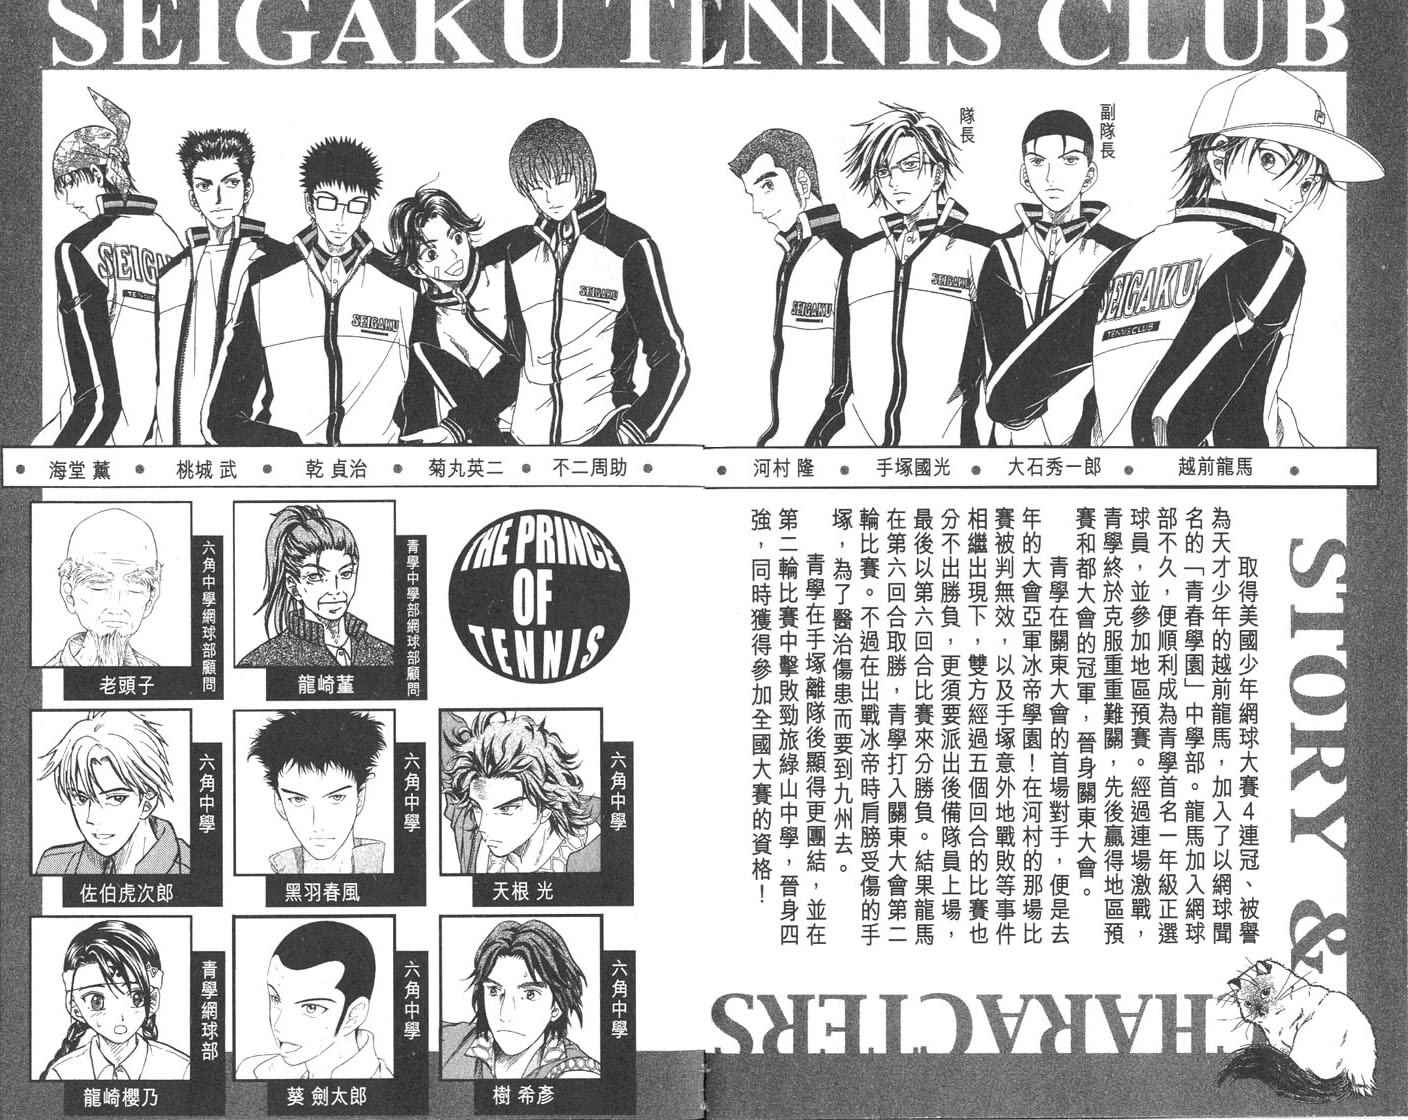 SEIGAKU TENNIS CLUB
隊長
副隊長
SEIGAKU
TENNIS CLUB
SEIGAKU
SEIGAKU
SEIGAKU
SEIGAKU
海堂 薰
桃城 武
乾 貞治
菊丸英二
不二周助
河村 隆
手塚國光
大石秀一郎
越前龍馬
STORY &
CHARACTERS
取得美國少年網球大賽4連冠、被譽
為天才少年的越前龍馬，加入了以網球聞
名的「青春學園」中學部。龍馬加入網球
部不久，便順利成為青學首名一年級正選
球員，並參加地區預賽。經過連場激戰，
青學終於克服重重難關，先後贏得地區預
賽和都大會的冠軍，晉身關東大會。
青學在關東大會的首場對手，便是去
年的大會亞軍冰帝學園！在河村的那場比
賽被判無效，以及手塚意外地戰敗等事件
相繼出現下，雙方經過五個回合的比賽也
分不出勝負，更須要派出後備隊員上場，
最後以第六回合比賽來分勝負。結果龍馬
在第六回合取勝，青學打入關東大會第二
輪比賽。不過在出戰冰帝時肩膀受傷的手
塚，為了醫治傷患而要到九州去。
青學在手塚離隊後顯得更團結，並在
第二輪比賽中擊敗勁旅綠山中學，晉身四
強，同時獲得參加全國大賽的資格！
THE PRINCE
OF
TENNIS
青學中學部網球部顧問
龍崎菫
六角中學網球部顧問
老頭子
六角中學
天根 光
六角中學
黑羽春風
六角中學
佐伯虎次郎
六角中學
樹 希彥
六角中學
葵 劍太郎
青學網球部
龍崎櫻乃